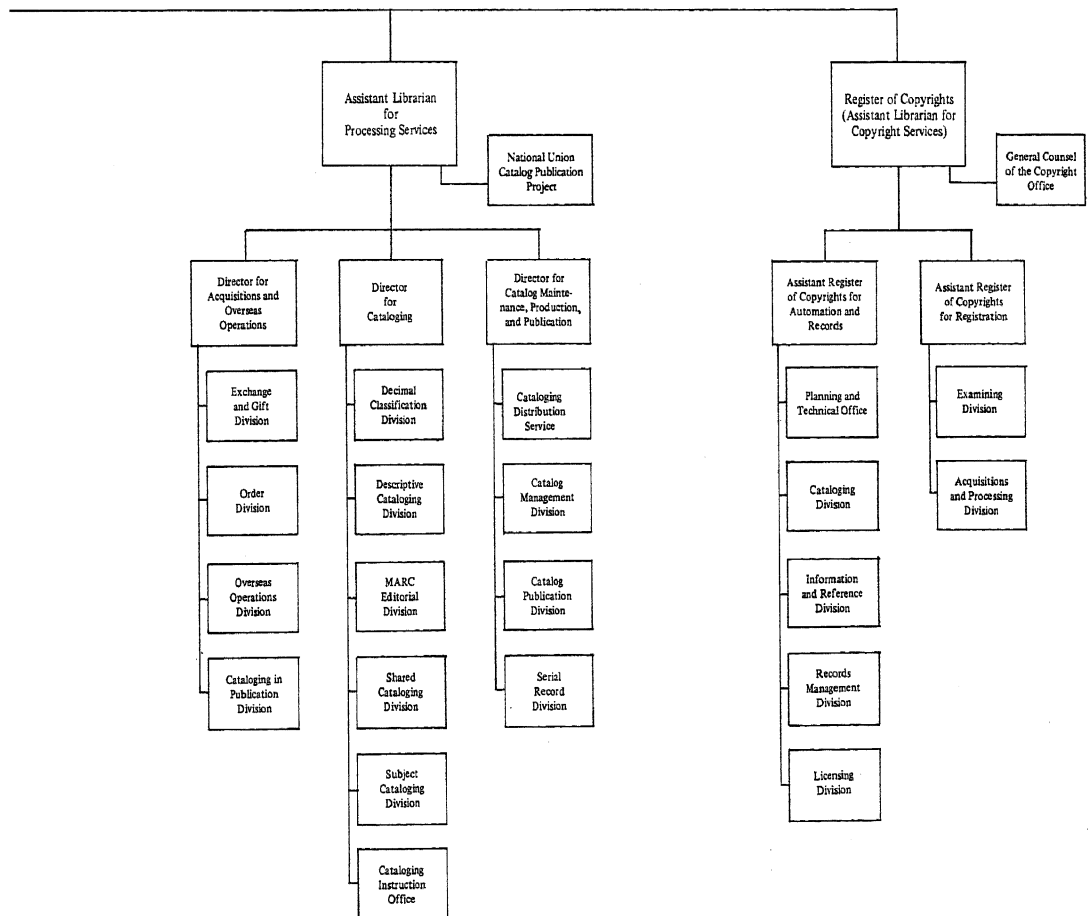 Assistant Librarian
for
Processing Services
National Union
Catalog Publication
Project
Director for
Acquisitions and
Overseas
Operations
Exchange
and Gift
Division
Order
Division
Overseas
Operations
Division
Cataloging in
Publication
Division
Director
for
Cataloging
Decimal
Classification
Division
Descriptive
Cataloging
Division
MARC
Editorial
Division
Shared
Cataloging
Division
Subject
Cataloging
Division
Cataloging
Instruction
Office
Director for
Catalog Mainte-
nance, Production,
and Publication
Cataloging
Distribution
Service
Catalog
Management
Division
Catalog
Publication
Division
Serial
Record
Division
Register of Copyrights
(Assistant Librarian for
Copyright Services)
General Counsel
of the Copyright
Office
Assistant Register
of Copyrights for
Automation and
Records
Planning and
Technical Office
Cataloging
Division
Information
and Reference
Division
Records
Management
Division
Licensing
Division
Assistant Register
of Copyrights
for Registration
Examining
Division
Acquisitions
and Processing
Division